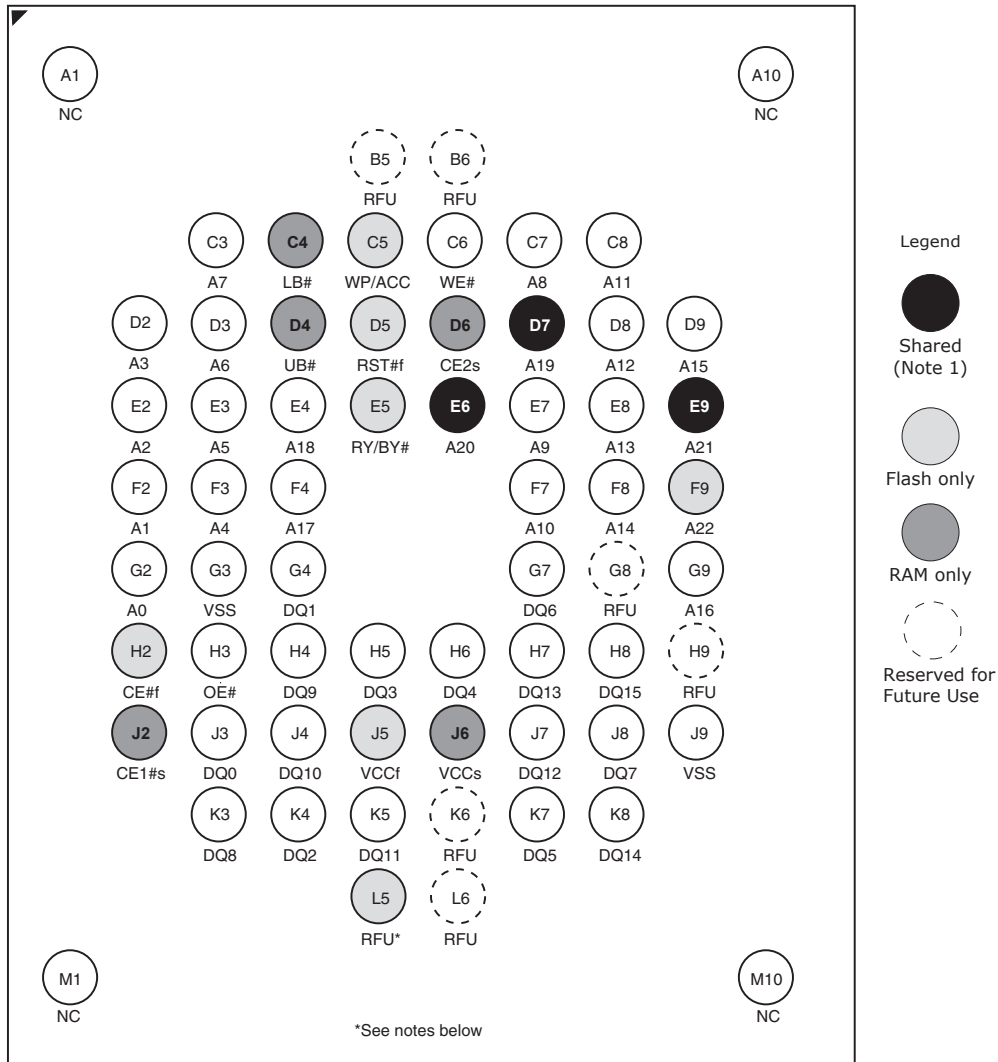 A1 A10
NC NC
B5 B6
RFU RFU
C3 C4 C5 C6 C7 C8
A7 LB# WP/ACC WE# A8 A11
D2 D3 D4 D5 D6 D7 D8 D9
A3 A6 UB# RST#f CE2s A19 A12 A15
E2 E3 E4 E5 E6 E7 E8 E9
A2 A5 A18 RY/BY# A20 A9 A13 A21
F2 F3 F4 F7 F8 F9
A1 A4 A17 A10 A14 A22
G2 G3 G4 G7 G8 G9
A0 VSS DQ1 DQ6 RFU A16
H2 H3 H4 H5 H6 H7 H8 H9
CE#f OE# DQ9 DQ3 DQ4 DQ13 DQ15 RFU
J2 J3 J4 J5 J6 J7 J8 J9
CE1#s DQ0 DQ10 VCCf VCCs DQ12 DQ7 VSS
K3 K4 K5 K6 K7 K8
DQ8 DQ2 DQ11 RFU DQ5 DQ14
L5 L6
RFU* RFU
M1 M10
NC NC
*See notes below
Legend
Shared
(Note 1)
Flash only
RAM only
Reserved for
Future Use